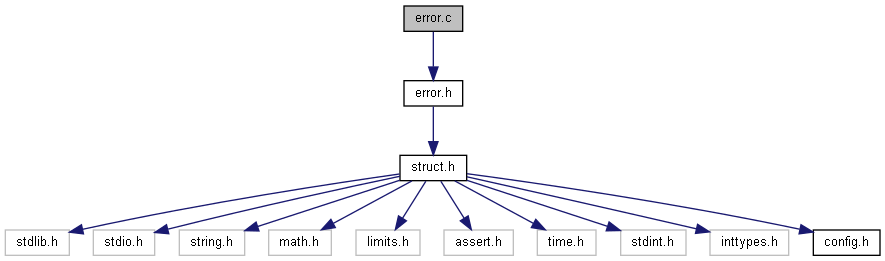 error.c
error.h
struct.h
stdlib.h
stdio.h
string.h
math.h
limits.h
assert.h
time.h
stdint.h
inttypes.h
config.h